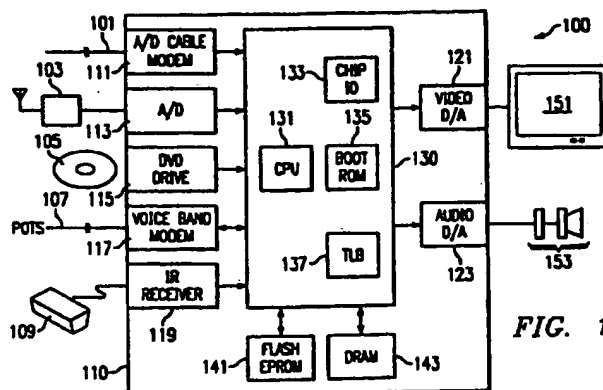 101
A/D CABLE
MODEM
111
103
A/D
113
105
DVD
DRIVE
115
107
POTS
VOICE BAND
MODEM
117
IR
RECEIVER
109
119
110
133
CHIP
ID
131
135
CPU
BOOT
ROM
130
137
TLB
141
FLASH
EPROM
DRAM
143
121
VIDEO
D/A
100
151
AUDIO
D/A
123
153
FIG. 1